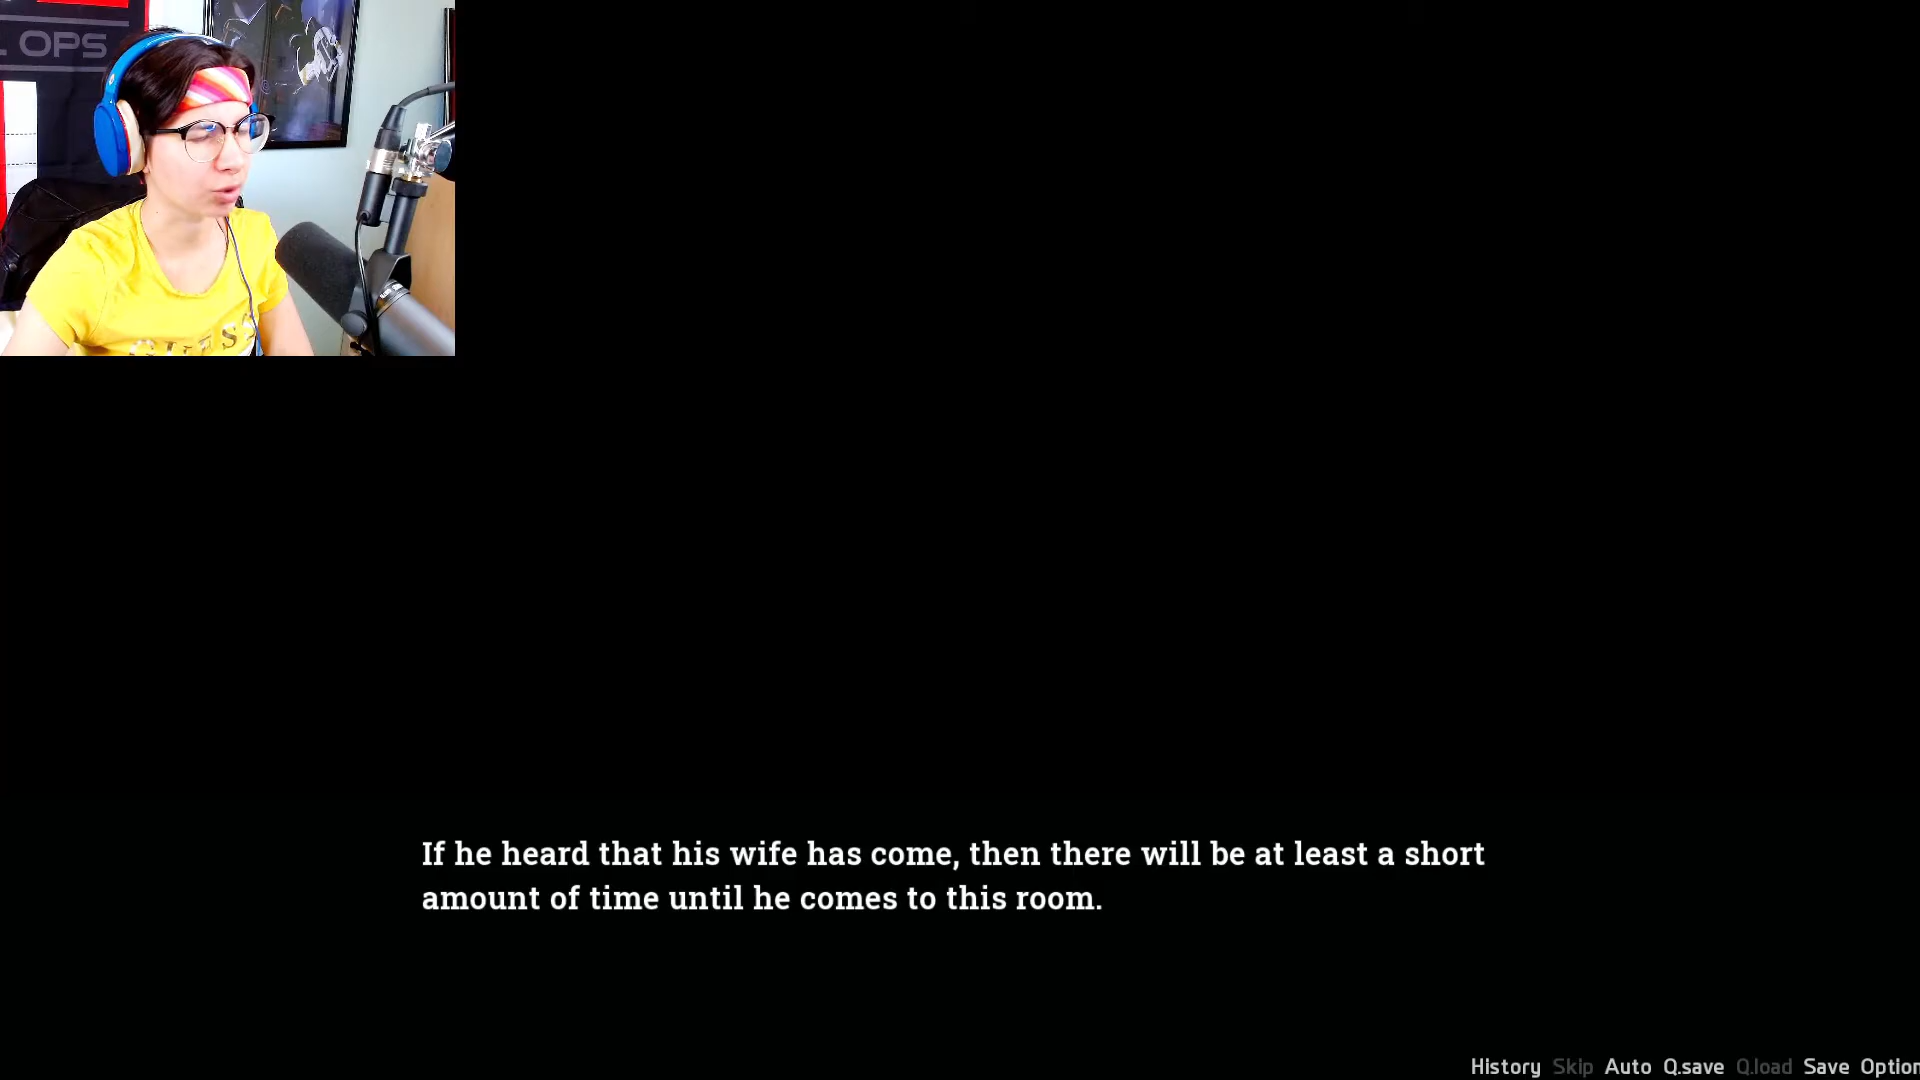 OPS
GUESS
If he heard that his wife has come, then there will be at least a short
amount of time until he comes to this room.
History Skip Auto Q.save Q.load Save Option